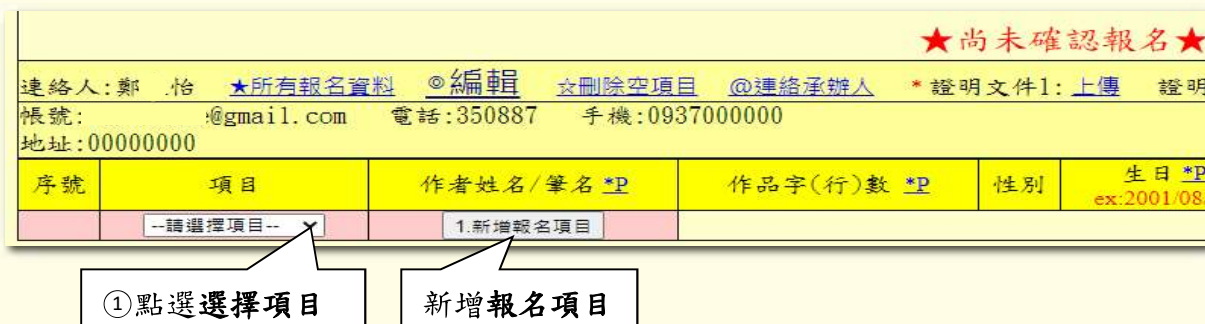 ★尚未確認報名★
連絡人:鄭 怡 ★所有報名資料 ◎編輯 ☆刪除空項目 @連絡承辦人 *證明文件1:上傳 證明
帳號: @gmail.com 電話:350887 手機:0937000000
地址:00000000
序號 項目 作者姓名/筆名 *P 作品字(行)數 *P 性別 生日 *P
ex:2001/08
--請選擇項目-- 1.新增報名項目
①點選選擇項目 新增報名項目